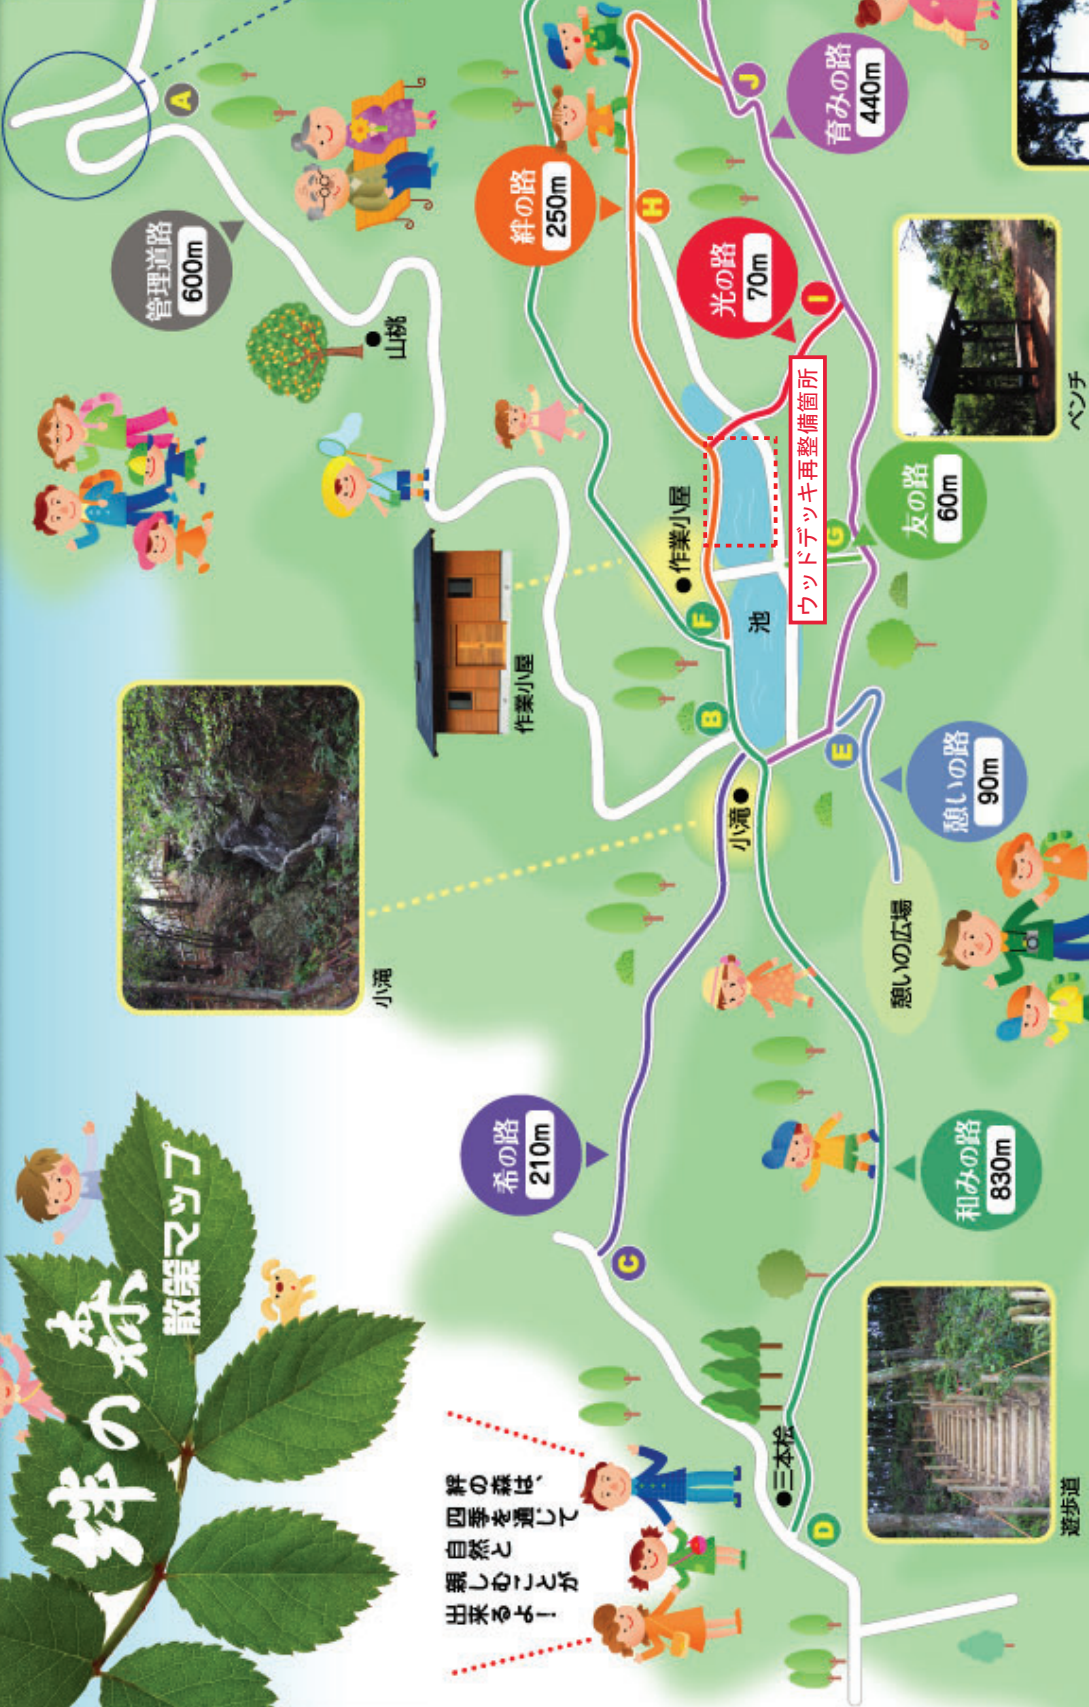 絆の森
散策マップ
絆の森は、
四季を通じて
自然と
親しむことが
出来るよ！
小滝
作業小屋
管理道路
600m
A
山桃
希の路
210m
C
三本桧
D
遊歩道
和みの路
830m
小滝
B
F
作業小屋
池
E
憩いの路
90m
憩いの広場
絆の路
250m
H
光の路
70m
I
ウッドデッキ再整備箇所
G
友の路
60m
J
育みの路
440m
ベンチ